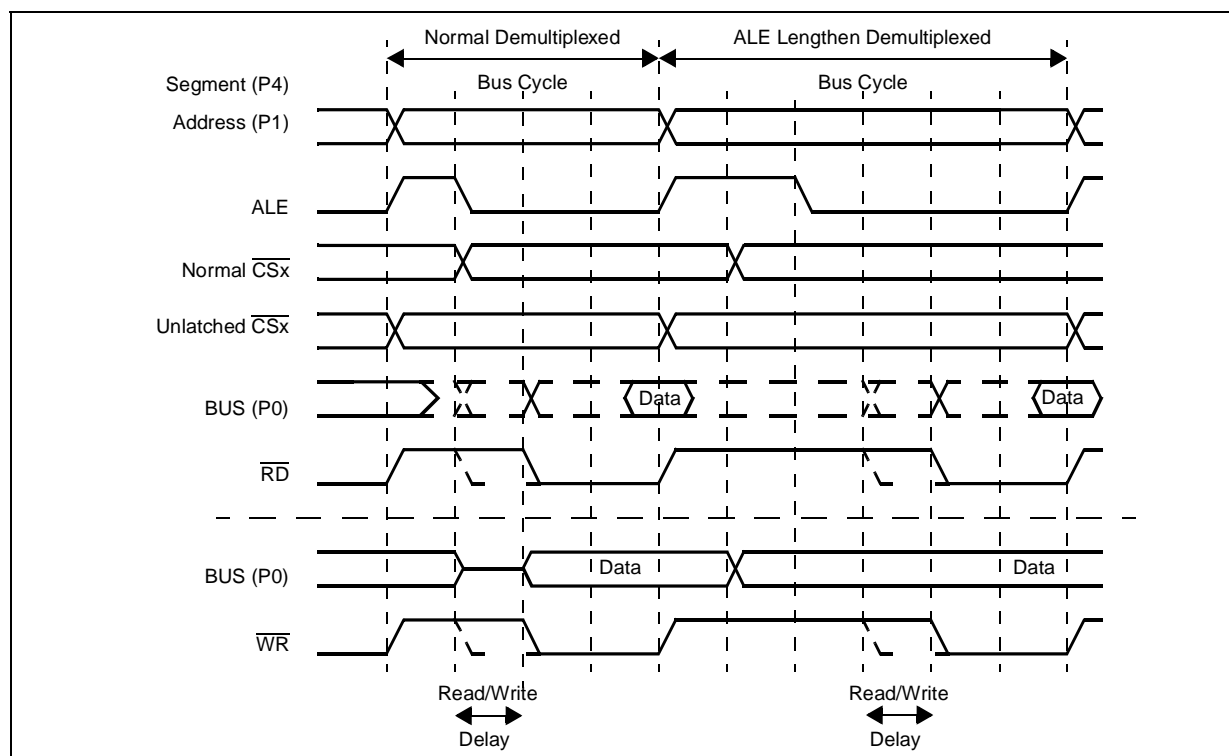 Normal Demultiplexed
ALE Lengthen Demultiplexed
Segment (P4)
Bus Cycle
Bus Cycle
Address (P1)
ALE
Normal CSx
Unlatched CSx
BUS (P0)
Data
Data
RD
BUS (P0)
Data
Data
WR
Read/Write
Read/Write
Delay
Delay